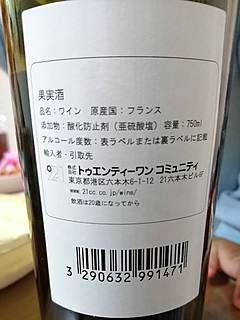 果実酒
品名：ワイン 原産国：フランス
添加物：酸化防止剤（亜硫酸塩）容量：750ml
アルコール度数：表ラベルまたは裏ラベルに記載
輸入者・引取先
株式会社 トゥエンティーワン コミュニティ
東京都港区六本木6-1-12 21六本木ビル6F
www.21cc.co.jp/wine/
飲酒は20歳になってから
3 290632 991471